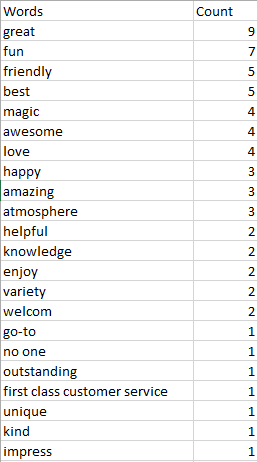 Words Count
great 9
fun 7
friendly 5
best 5
magic 4
awesome 4
love 4
happy 3
amazing 3
atmosphere 3
helpful 2
knowledge 2
enjoy 2
variety 2
welcom 2
go-to 1
no one 1
outstanding 1
first class customer service 1
unique 1
kind 1
impress 1